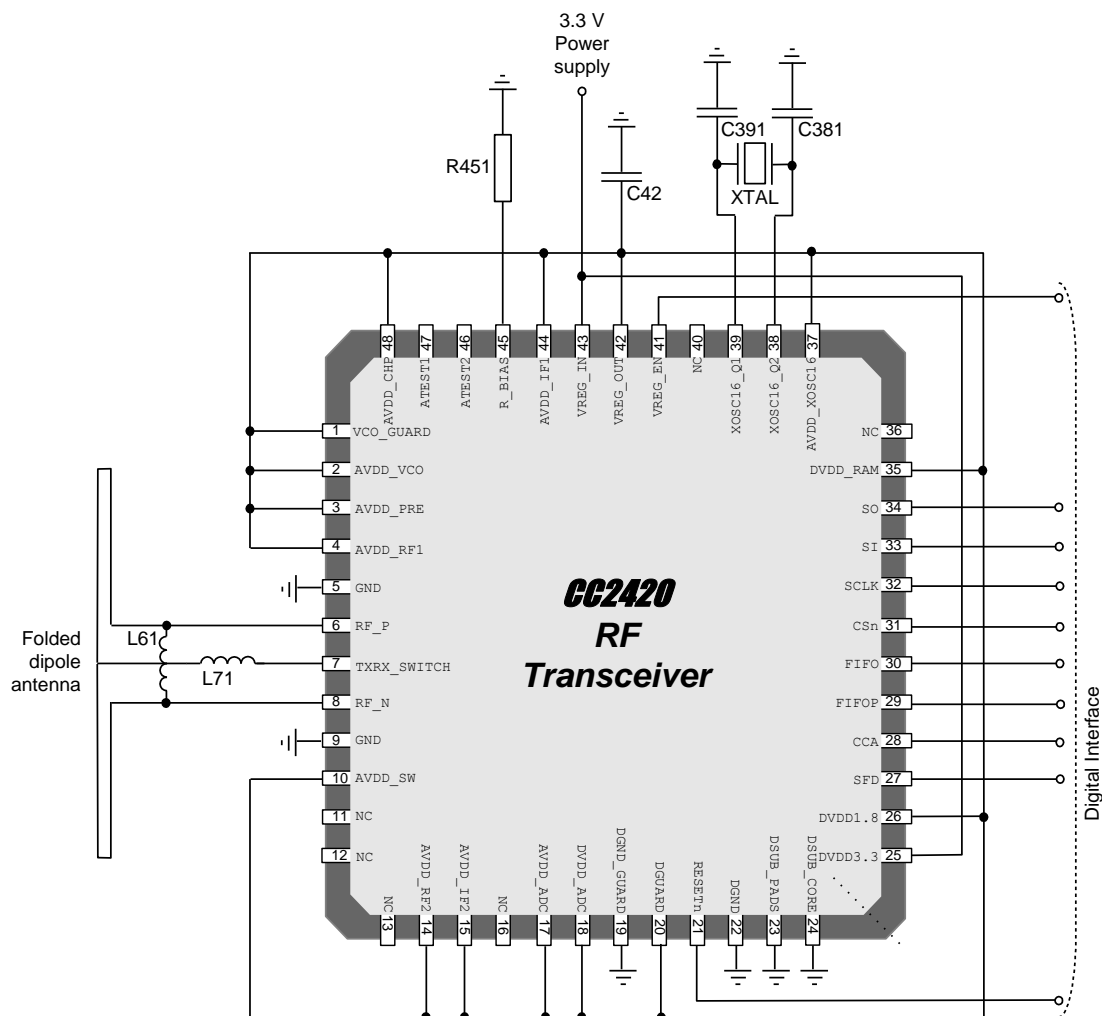 3.3 V
Power
supply
C391
C381
R451
C42
XTAL
48
47
46
45
44
43
42
41
40
39
38
37
AVDD_CHP
ATEST1
ATEST2
R_BIAS
AVDD_IF1
VREG_IN
VREG_OUT
VREG_EN
NC
XOSC16_Q1
XOSC16_Q2
AVDD_XOSC16
1 VCO_GUARD
2 AVDD_VCO
3 AVDD_PRE
4 AVDD_RF1
5 GND
6 RF_P
7 TXRX_SWITCH
8 RF_N
9 GND
10 AVDD_SW
11 NC
12 NC
Folded
dipole
antenna
L61
L71
CC2420
RF
Transceiver
NC 36
DVDD_RAM 35
SO 34
SI 33
SCLK 32
CSn 31
FIFO 30
FIFOP 29
CCA 28
SFD 27
DVDD1.8 26
DVDD3.3 25
Digital Interface
NC
AVDD_RF2
AVDD_IF2
NC
AVDD_ADC
DVDD_ADC
DGND_GUARD
DGUARD
RESETn
DGND
DSUB_PADS
DSUB_CORE
13
14
15
16
17
18
19
20
21
22
23
24